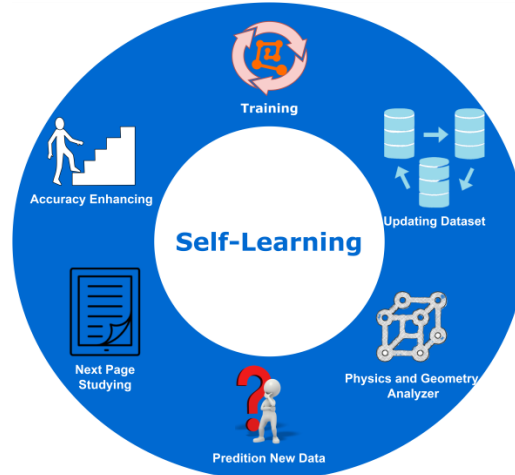 Training
Updating Dataset
Physics and Geometry
Analyzer
Predition New Data
Next Page
Studying
Accuracy Enhancing
Self-Learning